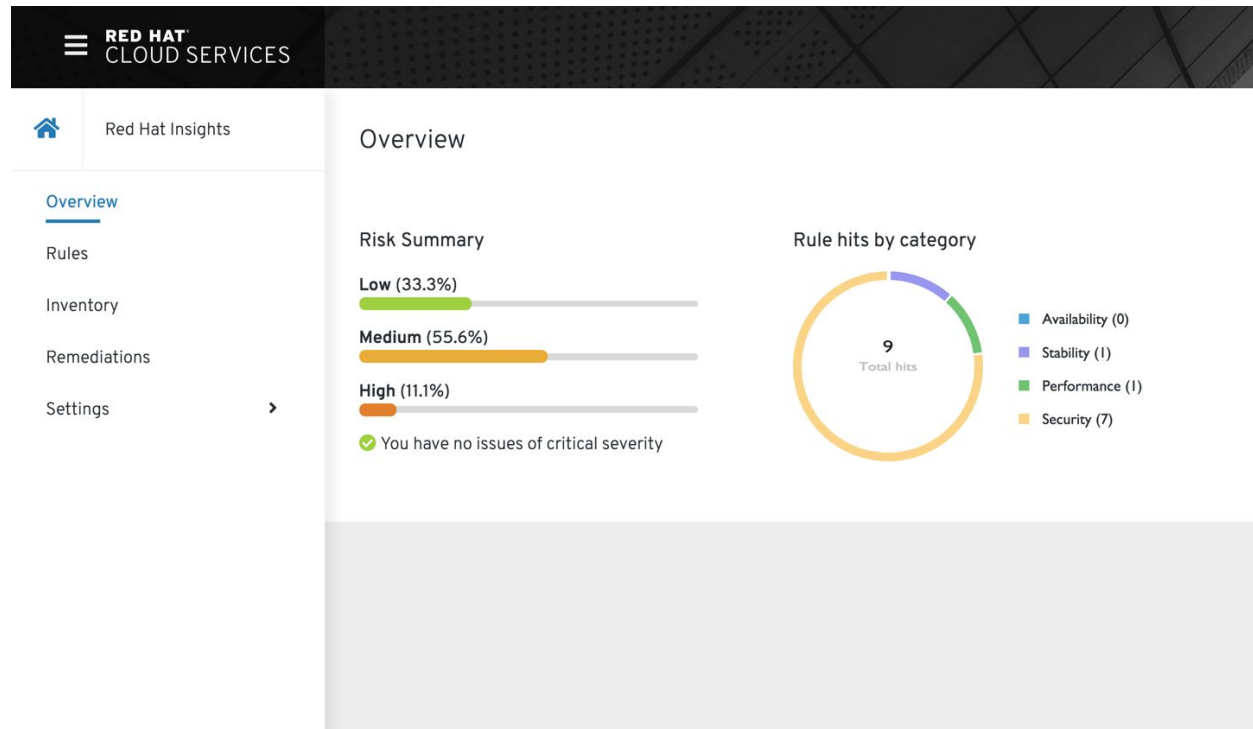 RED HAT
CLOUD SERVICES
Red Hat Insights
Overview
Rules
Inventory
Remediations
Settings
Overview
Risk Summary
Low (33.3%)
Medium (55.6%)
High (11.1%)
You have no issues of critical severity
Rule hits by category
9
Total hits
Availability (0)
Stability (1)
Performance (1)
Security (7)